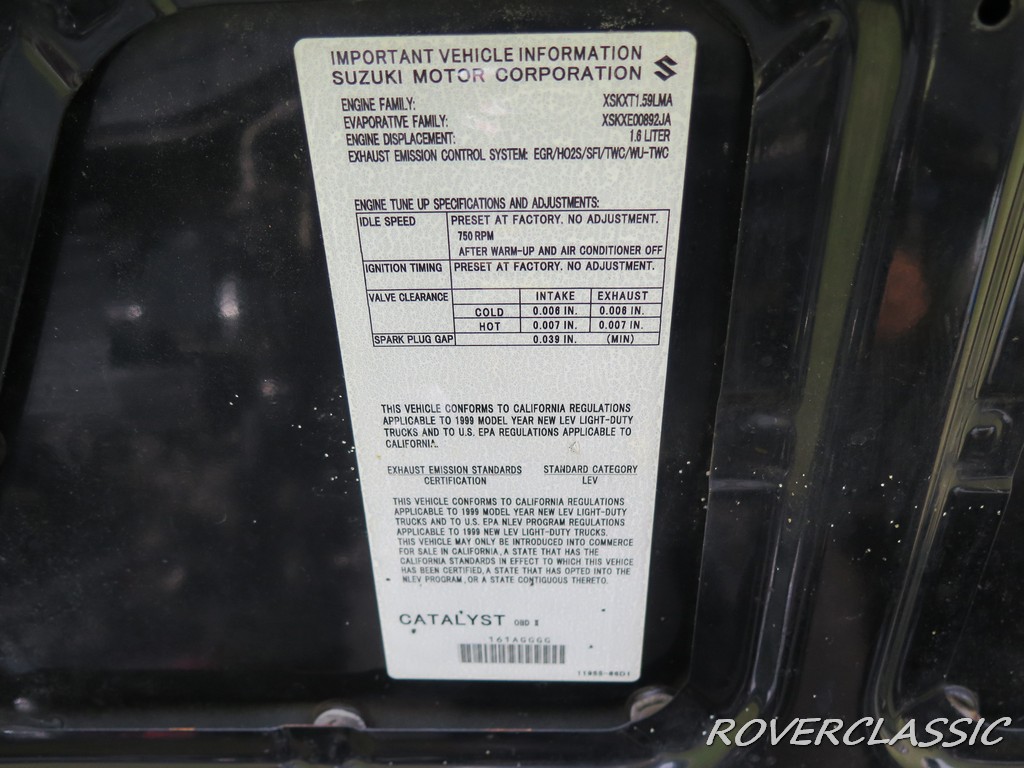 IMPORTANT VEHICLE INFORMATION
SUZUKI MOTOR CORPORATION
ENGINE FAMILY: XSKXT1.59LMA
EVAPORATIVE FAMILY: XSKXE00892JA
ENGINE DISPLACEMENT: 1.6 LITER
EXHAUST EMISSION CONTROL SYSTEM: EGR/HO2S/SFI/TWC/WU-TWC
ENGINE TUNE UP SPECIFICATIONS AND ADJUSTMENTS:
IDLE SPEED PRESET AT FACTORY. NO ADJUSTMENT.
750 RPM
AFTER WARM-UP AND AIR CONDITIONER OFF
IGNITION TIMING PRESET AT FACTORY. NO ADJUSTMENT.
VALVE CLEARANCE INTAKE EXHAUST
COLD 0.006 IN. 0.006 IN.
HOT 0.007 IN. 0.007 IN.
SPARK PLUG GAP 0.039 IN. (MIN)
THIS VEHICLE CONFORMS TO CALIFORNIA REGULATIONS
APPLICABLE TO 1999 MODEL YEAR NEW LEV LIGHT-DUTY
TRUCKS AND TO U.S. EPA REGULATIONS APPLICABLE TO
CALIFORNIA.
EXHAUST EMISSION STANDARDS STANDARD CATEGORY
CERTIFICATION LEV
THIS VEHICLE CONFORMS TO CALIFORNIA REGULATIONS
APPLICABLE TO 1999 MODEL YEAR NEW LEV LIGHT-DUTY
TRUCKS AND TO U.S. EPA NLEV PROGRAM REGULATIONS
APPLICABLE TO 1999 NEW LEV LIGHT-DUTY TRUCKS.
THIS VEHICLE MAY ONLY BE INTRODUCED INTO COMMERCE
FOR SALE IN CALIFORNIA, A STATE THAT HAS THE
CALIFORNIA STANDARDS IN EFFECT TO WHICH THIS VEHICE
HAS BEEN CERTIFIED, A STATE THAT HAS OPTED INTO THE
NLEV PROGRAM, OR A STATE CONTIGUOUS THERETO.
CATALYST OBD II
161AGGGG
ROVERCLASSIC